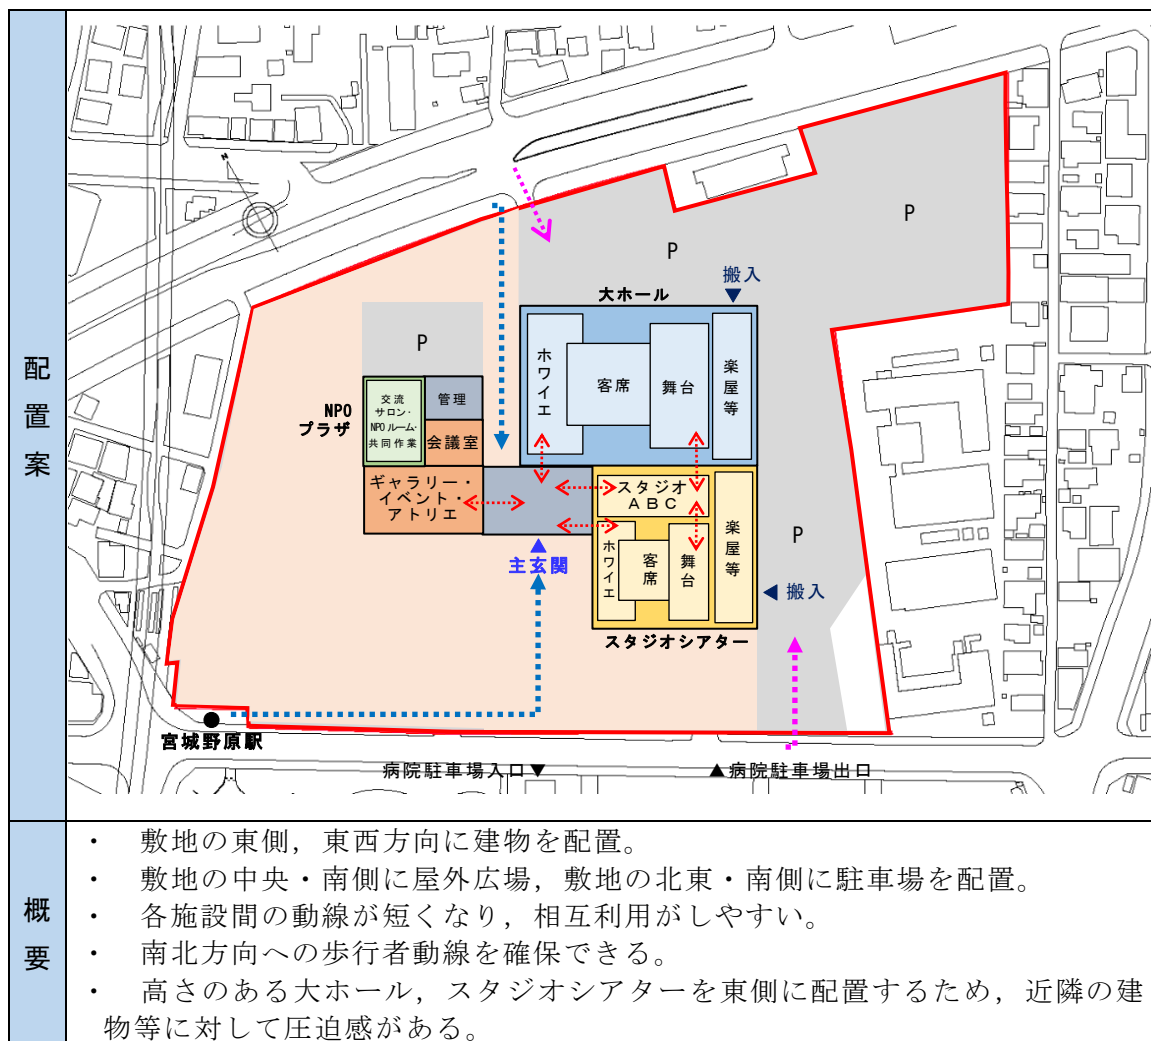 配置案
N
P
P
搬入
大ホール
P
ホワイエ
客席
舞台
楽屋等
NPO
プラザ
交流
サロン・
NPOルーム・
共同作業
管理
会議室
ギャラリー・
イベント・
アトリエ
スタジオ
ABC
P
主玄関
ホワイエ
客席
舞台
楽屋等
搬入
スタジオシアター
宮城野原駅
病院駐車場入口▼
▲病院駐車場出口
概要
・ 敷地の東側，東西方向に建物を配置。
・ 敷地の中央・南側に屋外広場，敷地の北東・南側に駐車場を配置。
・ 各施設間の動線が短くなり，相互利用がしやすい。
・ 南北方向への歩行者動線を確保できる。
・ 高さのある大ホール，スタジオシアターを東側に配置するため，近隣の建
物等に対して圧迫感がある。